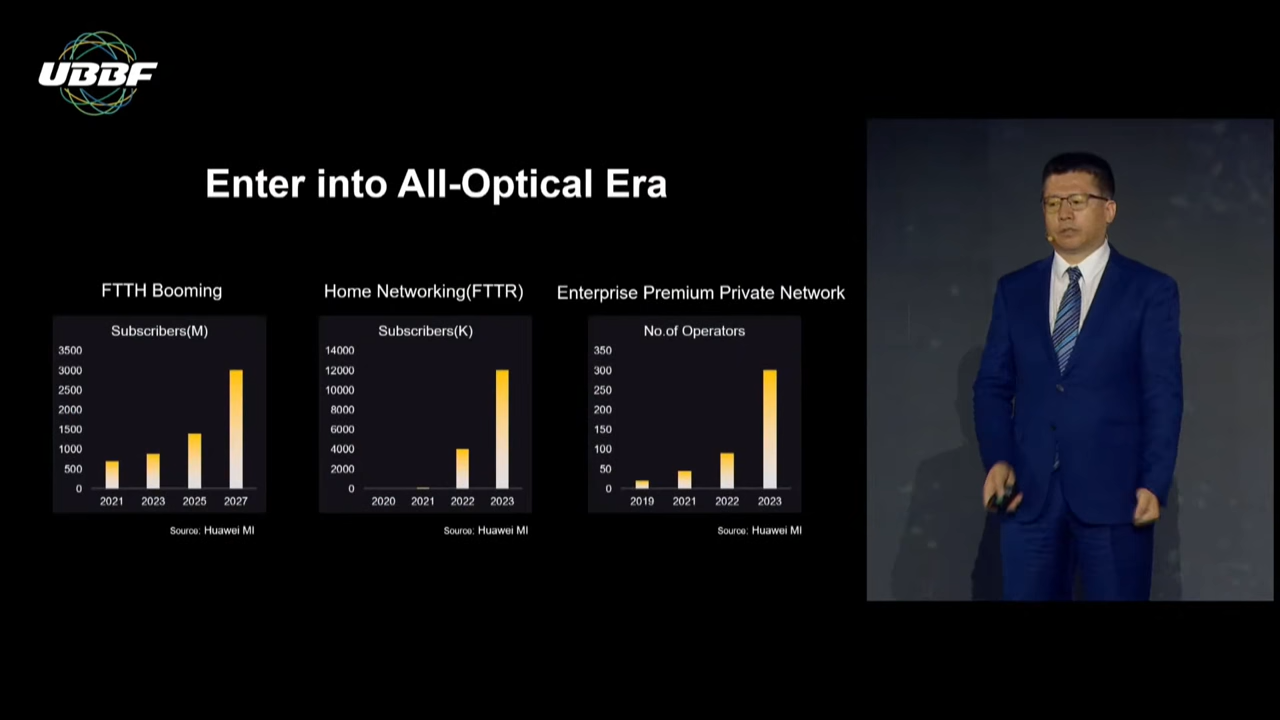 UBBF
Enter into All-Optical Era
FTTH Booming
Subscribers(M)
3500
3000
2500
2000
1500
1000
500
0
2021 2023 2025 2027
Source: Huawei MI
Home Networking(FTTR)
Subscribers(K)
14000
12000
10000
8000
6000
4000
2000
0
2020 2021 2022 2023
Source: Huawei MI
Enterprise Premium Private Network
No.of Operators
350
300
250
200
150
100
50
0
2019 2021 2022 2023
Source: Huawei MI